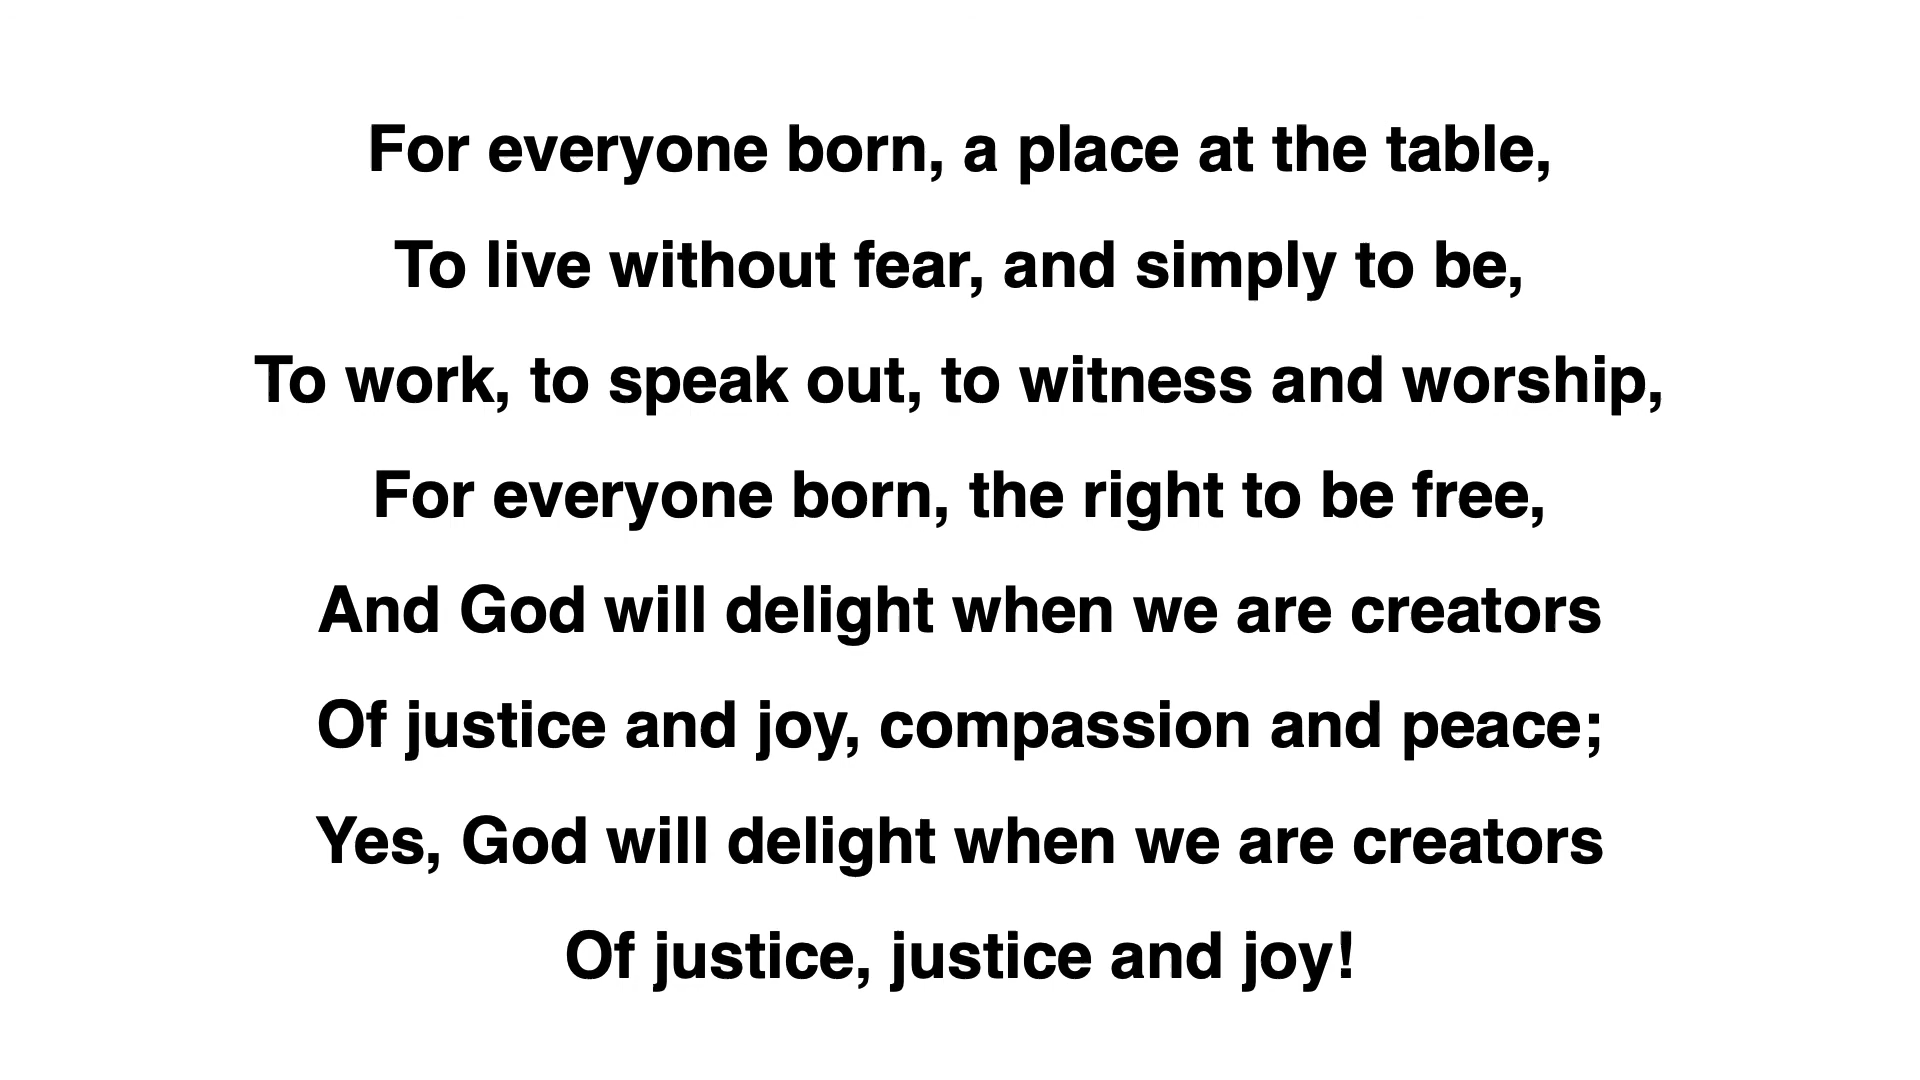 For everyone born, a place at the table,
To live without fear, and simply to be,
To work, to speak out, to witness and worship,
For everyone born, the right to be free,
And God will delight when we are creators
Of justice and joy, compassion and peace;
Yes, God will delight when we are creators
Of justice, justice and joy!